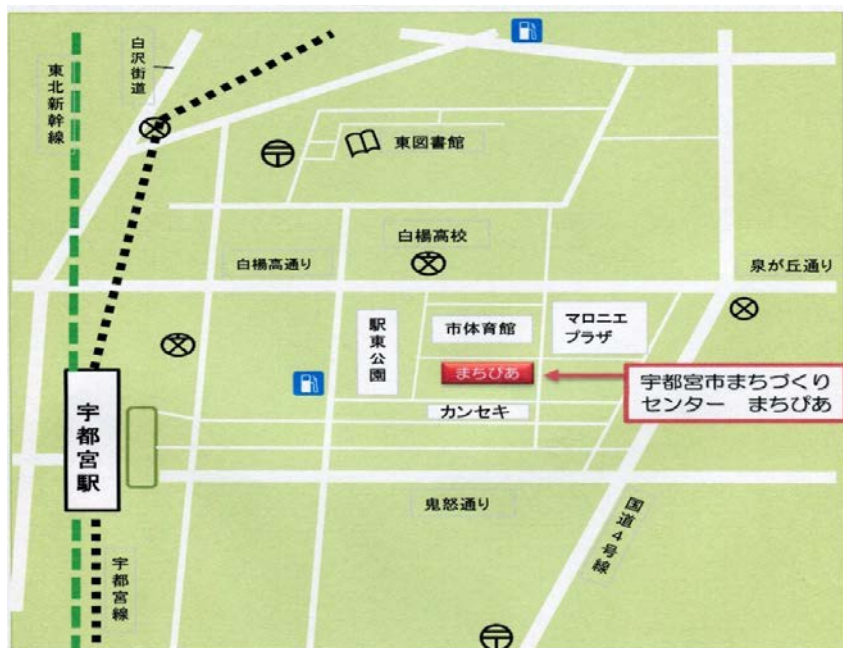 白沢街道
東北新幹線
東図書館
白楊高校
白楊高通り
泉が丘通り
駅東公園
市体育館
マロニエ
プラザ
まちぴあ
宇都宮市まちづくり
センター　まちぴあ
カンセキ
宇都宮駅
鬼怒通り
国道4号線
宇都宮線